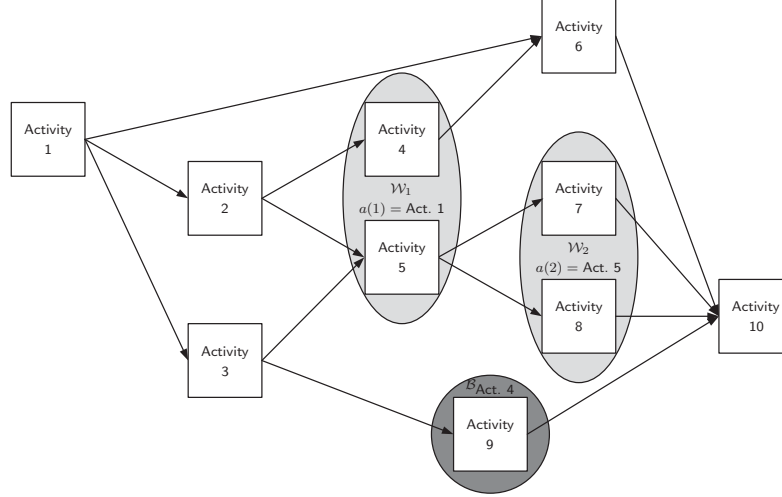 Activity
6
Activity
1
Activity
4
Activity
2
𝒲₁
a(1) = Act. 1
Activity
5
Activity
7
𝒲₂
a(2) = Act. 5
Activity
8
Activity
10
Activity
3
ℬ_Act. 4
Activity
9